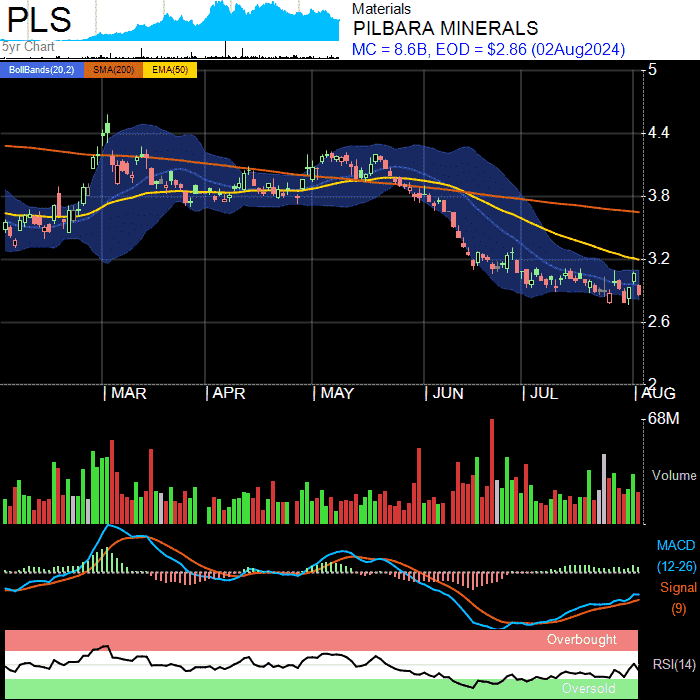 PLS
5yr Chart
Materials
PILBARA MINERALS
MC = 8.6B, EOD = $2.86 (02Aug2024)
BollBands(20,2) SMA(200) EMA(50)
5
4.4
3.8
3.2
2.6
2
MAR APR MAY JUN JUL AUG
68M
Volume
MACD
(12-26)
Signal
(9)
Overbought
RSI(14)
Oversold